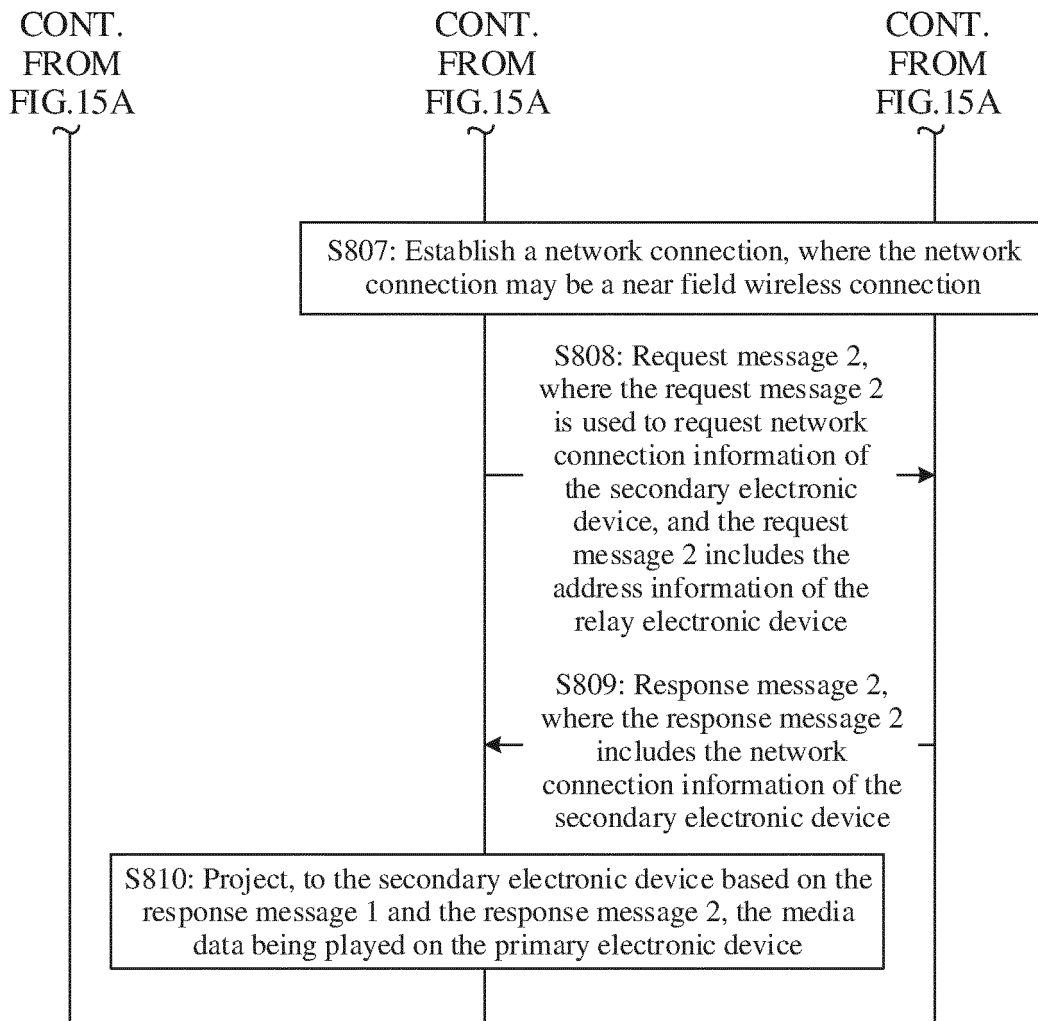 CONT.
FROM
FIG.15A
CONT.
FROM
FIG.15A
CONT.
FROM
FIG.15A
S807: Establish a network connection, where the network
connection may be a near field wireless connection
S808: Request message 2,
where the request message 2
is used to request network
connection information of
the secondary electronic
device, and the request
message 2 includes the
address information of the
relay electronic device
S809: Response message 2,
where the response message 2
includes the network
connection information of the
secondary electronic device
S810: Project, to the secondary electronic device based on the
response message 1 and the response message 2, the media
data being played on the primary electronic device